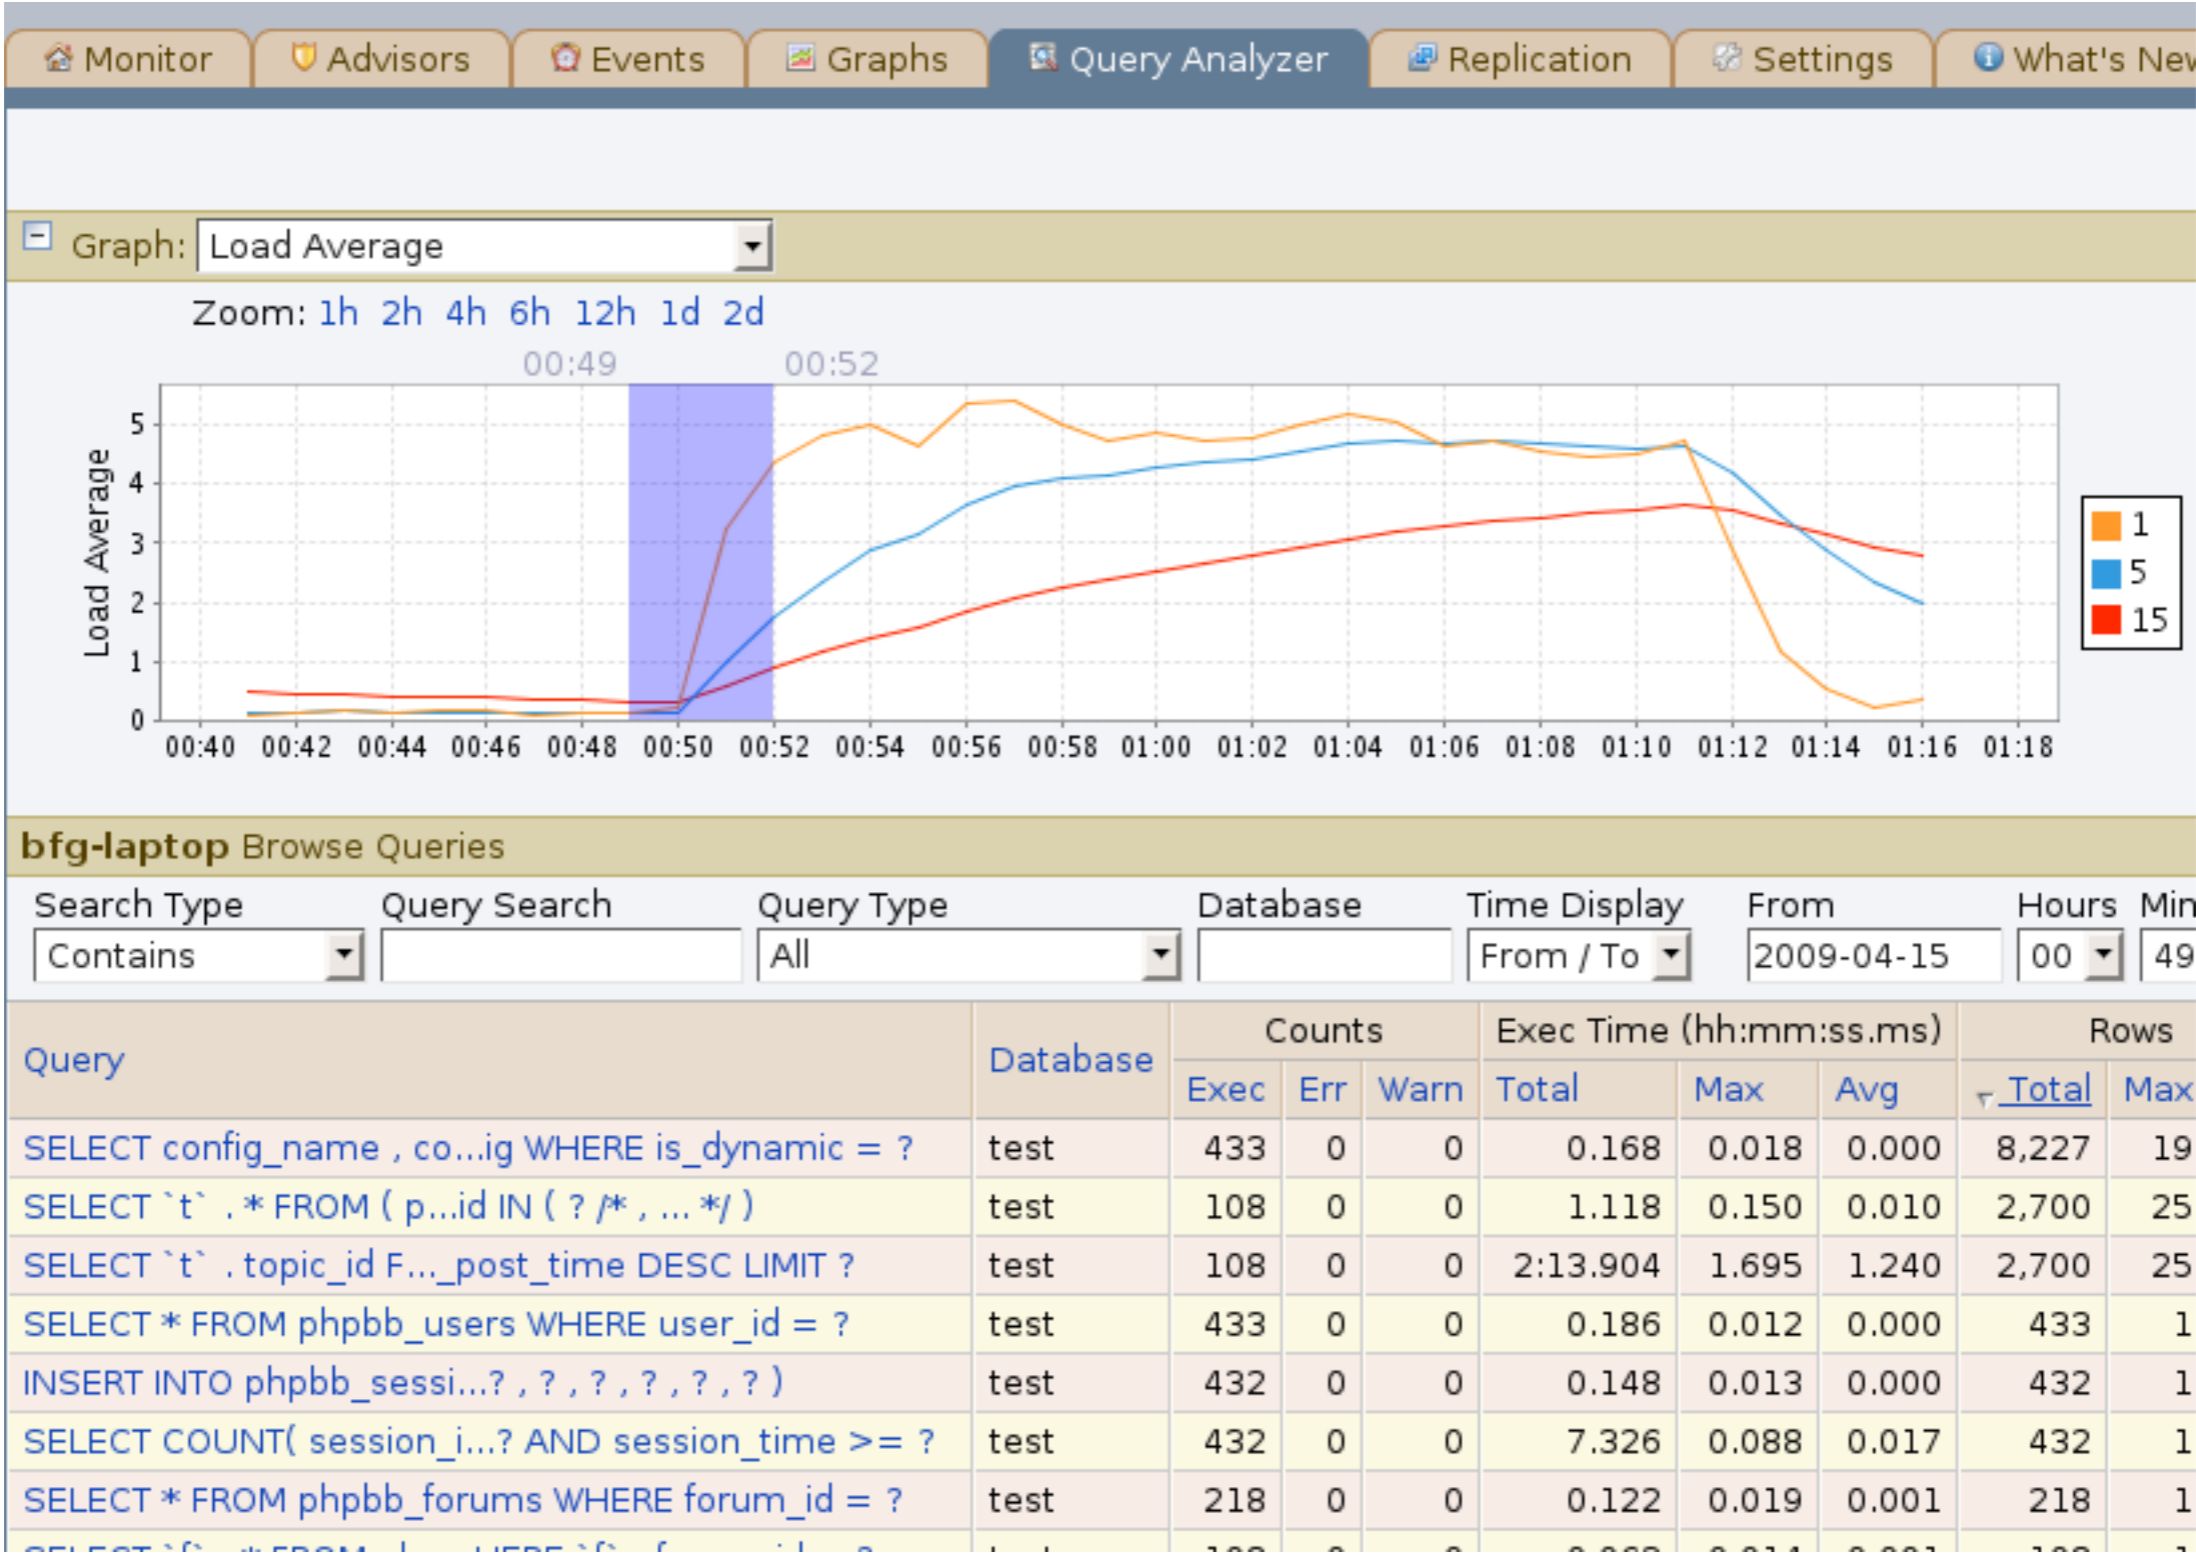 Monitor Advisors Events Graphs Query Analyzer Replication Settings What's New
Graph: Load Average
Zoom: 1h 2h 4h 6h 12h 1d 2d
00:49 00:52
Load Average
5
4
3
2
1
0
00:40 00:42 00:44 00:46 00:48 00:50 00:52 00:54 00:56 00:58 01:00 01:02 01:04 01:06 01:08 01:10 01:12 01:14 01:16 01:18
1
5
15
bfg-laptop Browse Queries
Search Type Query Search Query Type Database Time Display From Hours Min
Contains All From / To 2009-04-15 00 49
Counts Exec Time (hh:mm:ss.ms) Rows
Query Database Exec Err Warn Total Max Avg Total Max
SELECT config_name , co...ig WHERE is_dynamic = ? test 433 0 0 0.168 0.018 0.000 8,227 19
SELECT `t` . * FROM ( p...id IN ( ? /* , ... */ ) test 108 0 0 1.118 0.150 0.010 2,700 25
SELECT `t` . topic_id F..._post_time DESC LIMIT ? test 108 0 0 2:13.904 1.695 1.240 2,700 25
SELECT * FROM phpbb_users WHERE user_id = ? test 433 0 0 0.186 0.012 0.000 433 1
INSERT INTO phpbb_sessi...? , ? , ? , ? , ? , ? ) test 432 0 0 0.148 0.013 0.000 432 1
SELECT COUNT( session_i...? AND session_time >= ? test 432 0 0 7.326 0.088 0.017 432 1
SELECT * FROM phpbb_forums WHERE forum_id = ? test 218 0 0 0.122 0.019 0.001 218 1